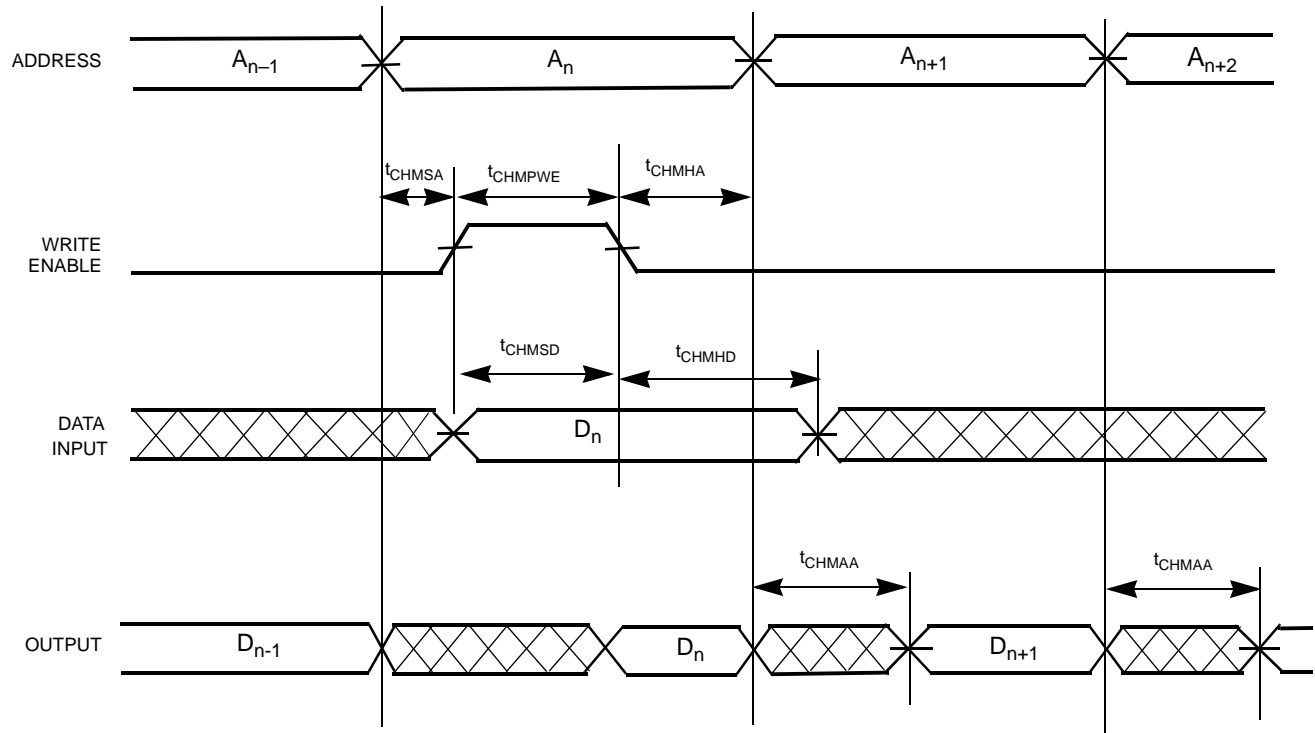 ADDRESS
Aₙ₋₁
Aₙ
Aₙ₊₁
Aₙ₊₂
tCHMSA
tCHMPWE
tCHMHA
WRITE
ENABLE
tCHMSD
tCHMHD
DATA
INPUT
Dₙ
tCHMAA
tCHMAA
OUTPUT
Dₙ₋₁
Dₙ
Dₙ₊₁